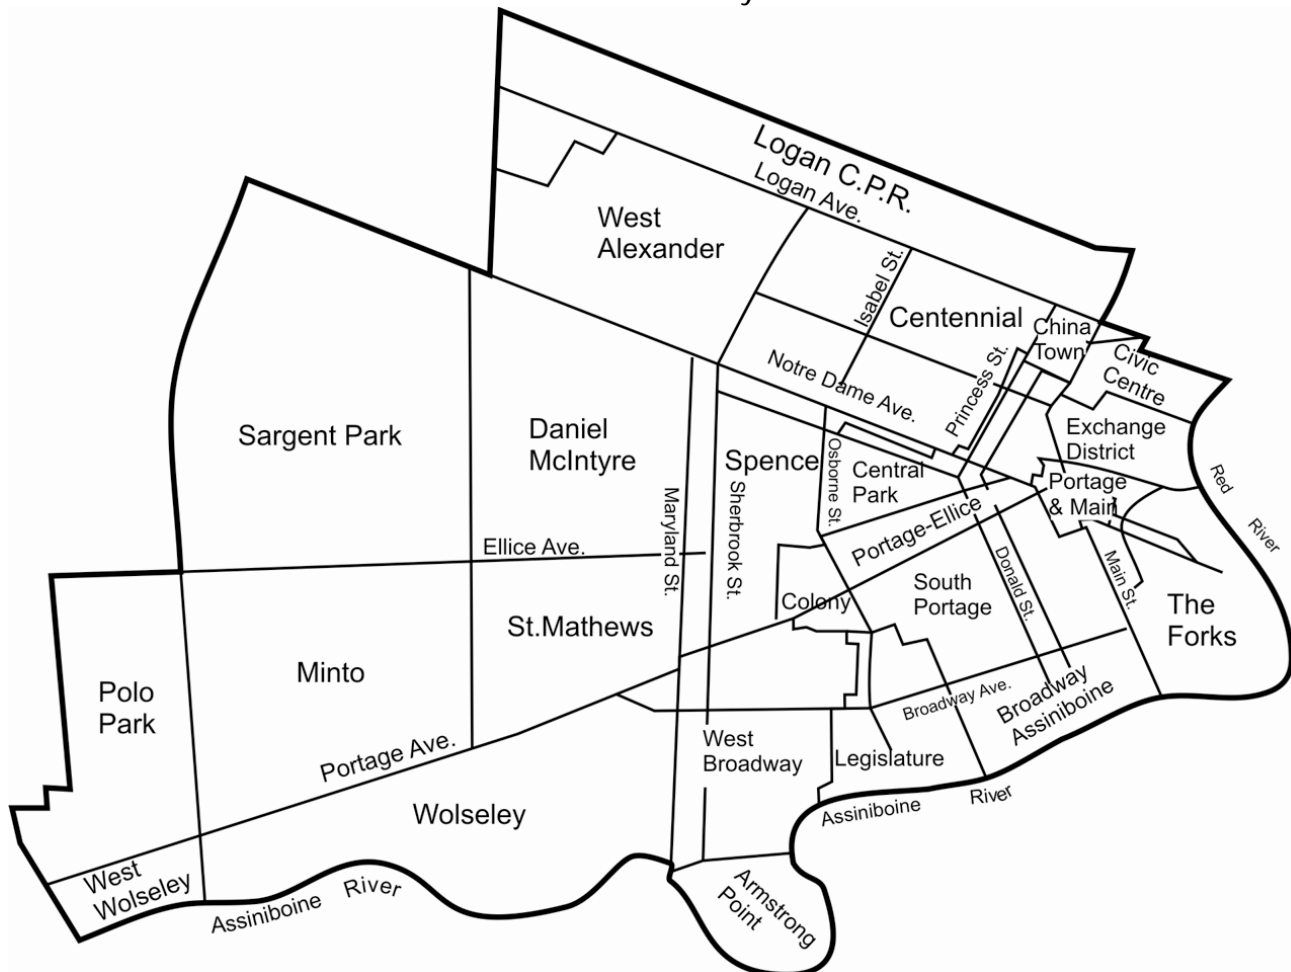 y
Logan C.P.R.
Logan Ave.
West
Alexander
Isabel St.
Centennial
China
Town
Civic
Centre
Notre Dame Ave.
Princess St.
Exchange
District
Sargent Park
Daniel
McIntyre
Spence
Osborne St.
Central
Park
Portage
& Main
Red
River
Maryland St.
Sherbrook St.
Portage-Ellice
Ellice Ave.
Donald St.
Main St.
South
Portage
Colony
The
Forks
St.Mathews
Minto
Polo
Park
Broadway Ave.
Broadway
Assiniboine
Portage Ave.
West
Broadway
Legislature
Wolseley
Assiniboine
River
West
Wolseley
Assiniboine
River
Armstrong
Point